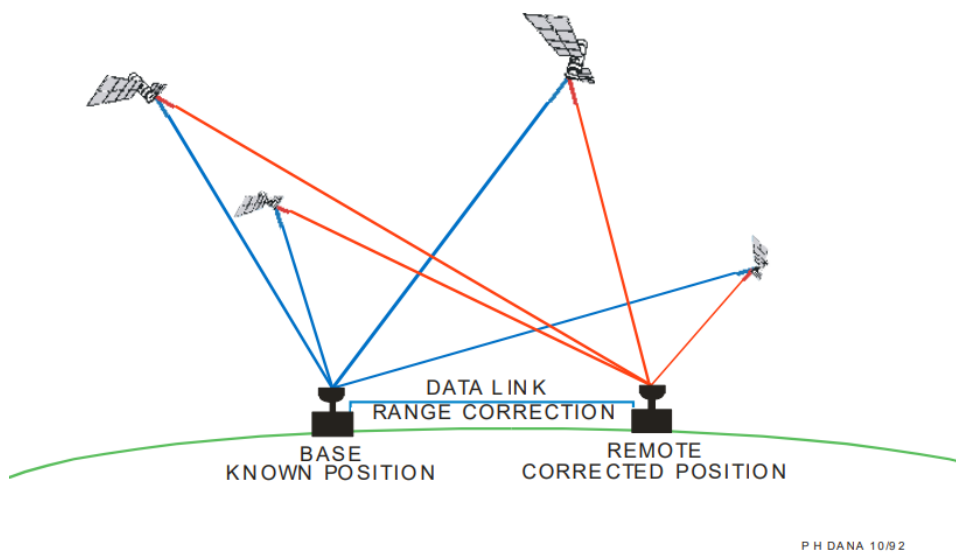 DATA LINK
RANGE CORRECTION
BASE
KNOWN POSITION
REMOTE
CORRECTED POSITION
P H DANA 10/92